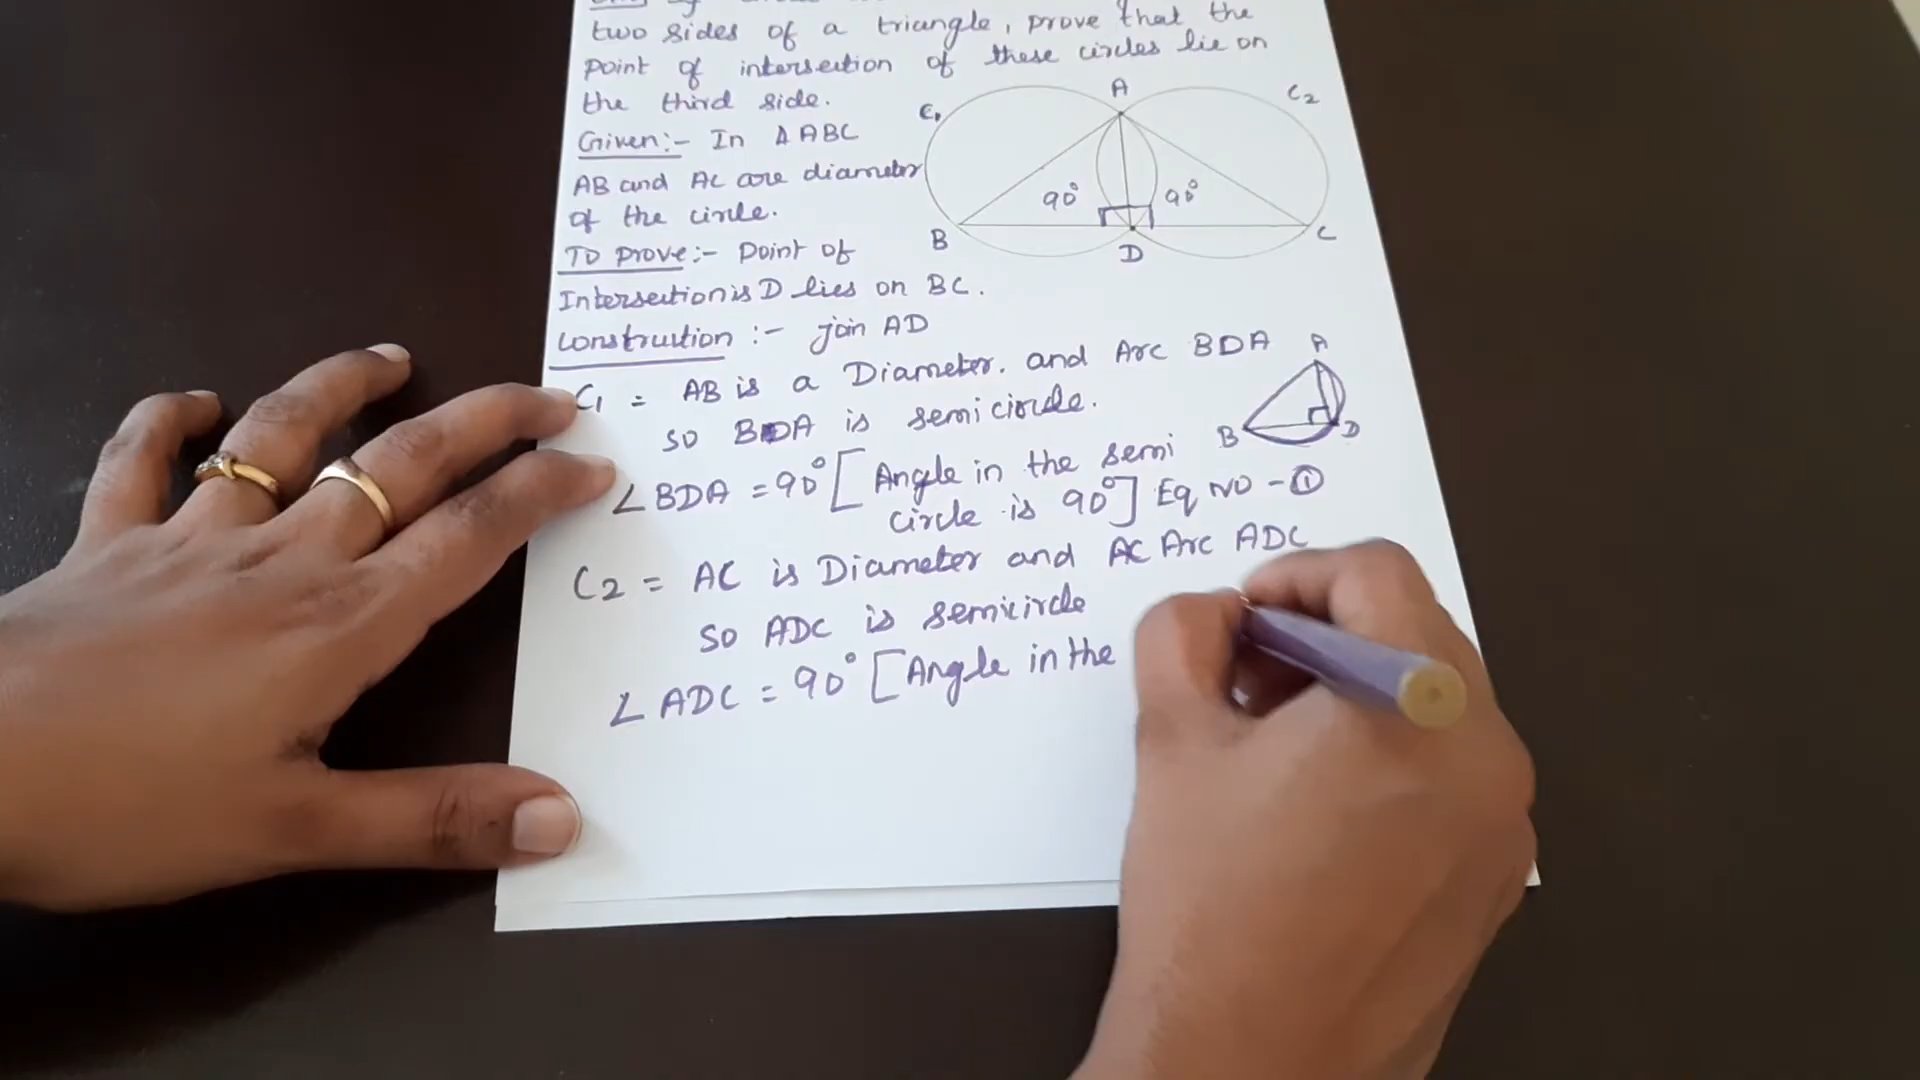 two sides of a triangle, prove that the
point of intersection of these circles lie on
the third side.
Given:- In Δ ABC
AB and AC are diameter
of the circle.
To prove:- Point of
Intersection is D lies on BC.
Construction :- join AD
A
C1
C2
90°
90°
B
D
C
C1 = AB is a Diameter. and Arc BDA
so BDA is semi circle.
A
B
D
∠BDA = 90° [Angle in the semi
circle is 90°] Eq NO - ①
C2 = AC is Diameter and AC Arc ADC
SO ADC is semicircle
∠ADC = 90° [Angle in the